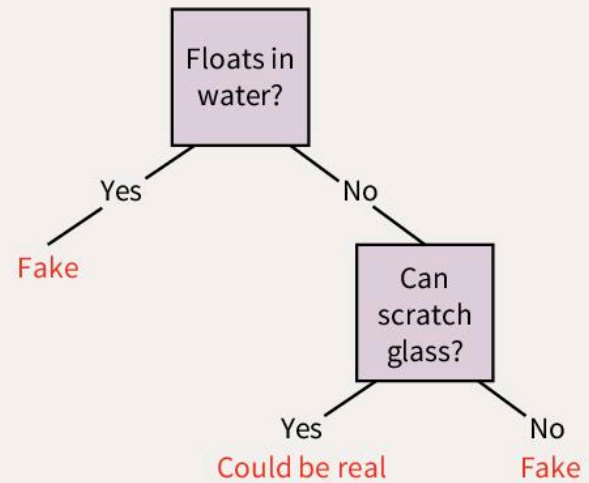 Floats in
water?
Yes
No
Fake
Can
scratch
glass?
Yes
No
Could be real
Fake